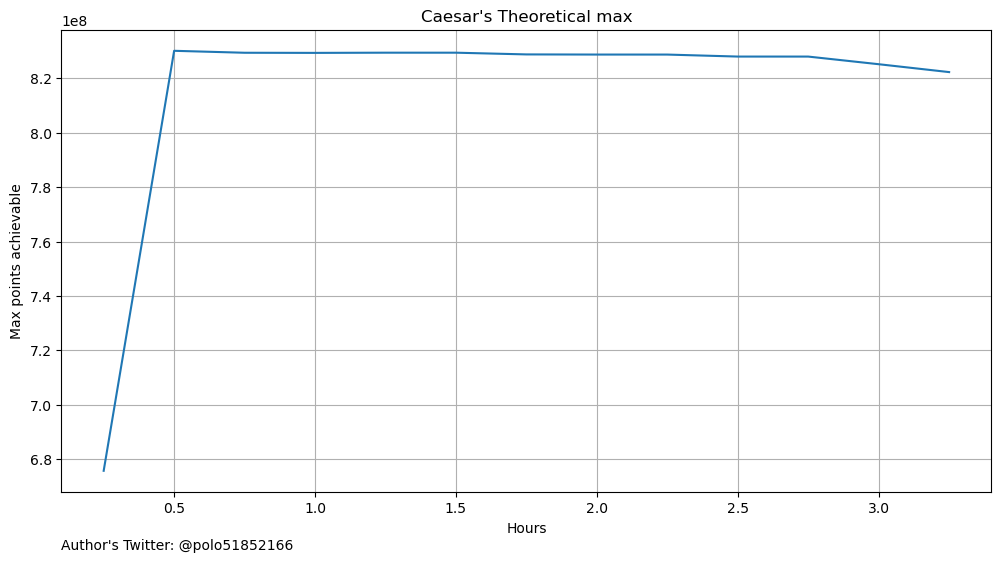 Caesar's Theoretical max
1e8
8.2
8.0
7.8
7.6
7.4
7.2
7.0
6.8
Max points achievable
0.5 1.0 1.5 2.0 2.5 3.0
Hours
Author's Twitter: @polo51852166